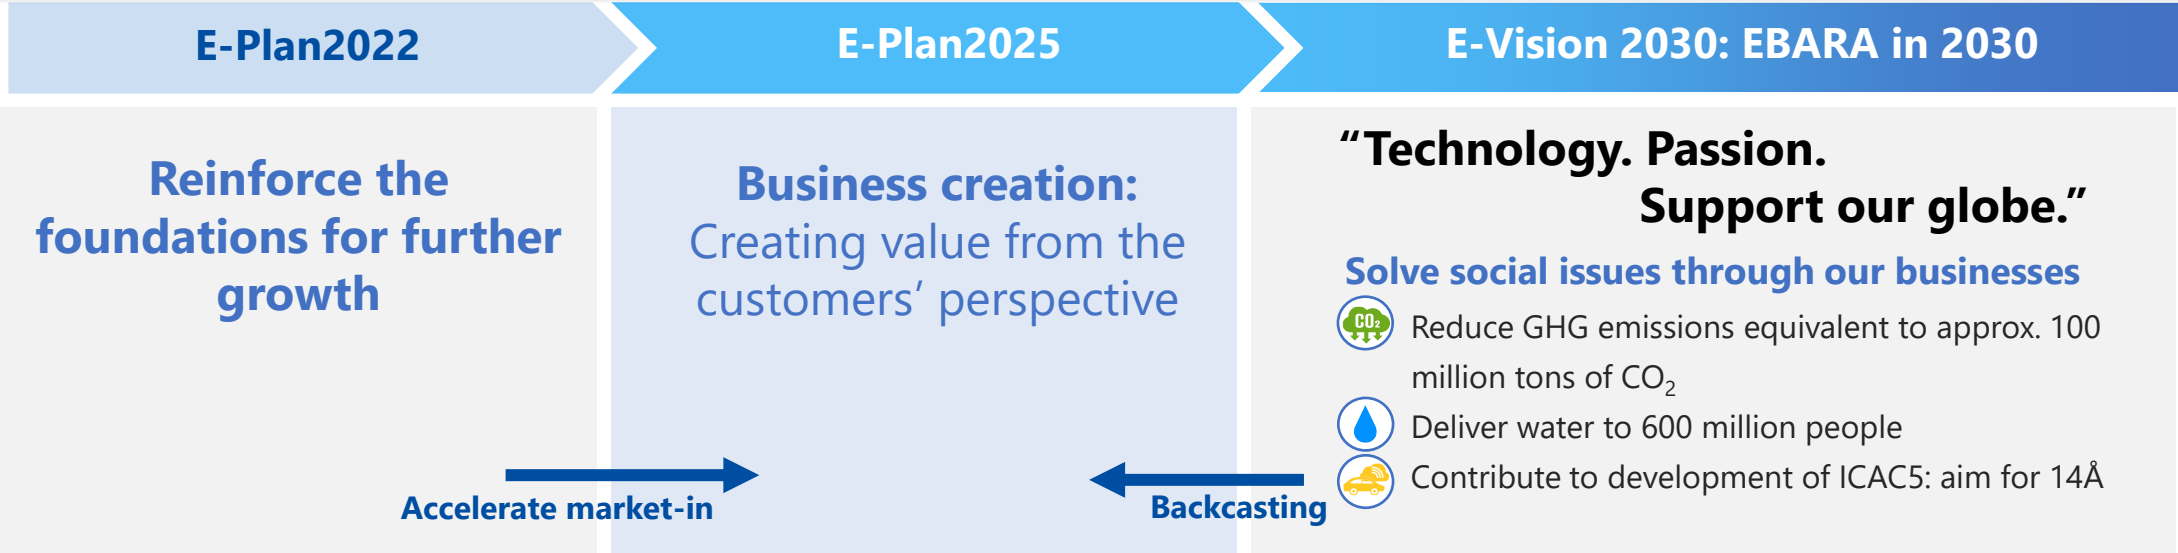 E-Plan2022
E-Plan2025
E-Vision 2030: EBARA in 2030
Reinforce the
foundations for further
growth
Business creation:
Creating value from the
customers‘ perspective
“Technology. Passion.
Support our globe.”
Solve social issues through our businesses
CO₂
Reduce GHG emissions equivalent to approx. 100
million tons of CO₂
Deliver water to 600 million people
Contribute to development of ICAC5: aim for 14Å
Accelerate market-in
Backcasting